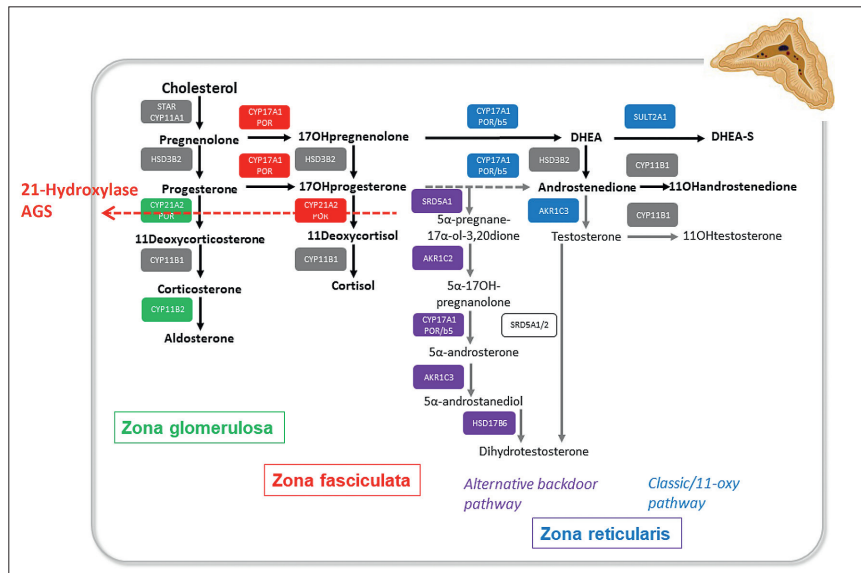 Cholesterol
STAR
CYP11A1
CYP17A1
POR
CYP17A1
POR/b5
SULT2A1
Pregnenolone
17OHpregnenolone
DHEA
DHEA-S
HSD3B2
CYP17A1
POR
HSD3B2
CYP17A1
POR/b5
HSD3B2
CYP11B1
Progesterone
17OHprogesterone
Androstenedione
11OHandrostenedione
21-Hydroxylase
AGS
CYP21A2
POR
CYP21A2
POR
SRD5A1
AKR1C3
CYP11B1
5α-pregnane-
17α-ol-3,20dione
11Deoxycorticosterone
11Deoxycortisol
Testosterone
11OHtestosterone
CYP11B1
CYP11B1
AKR1C2
Corticosterone
Cortisol
5α-17OH-
pregnanolone
CYP11B2
CYP17A1
POR/b5
SRD5A1/2
Aldosterone
5α-androsterone
AKR1C3
5α-androstanediol
HSD17B6
Zona glomerulosa
Dihydrotestosterone
Zona fasciculata
Alternative backdoor
pathway
Classic/11-oxy
pathway
Zona reticularis